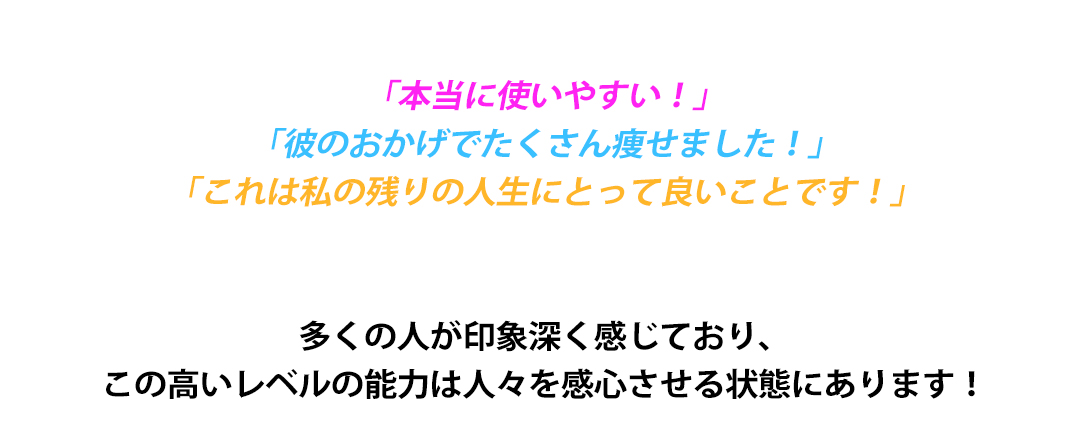 「本当に使いやすい！」
「彼のおかげでたくさん痩せました！」
「これは私の残りの人生にとって良いことです！」
多くの人が印象深く感じており、
この高いレベルの能力は人々を感心させる状態にあります！